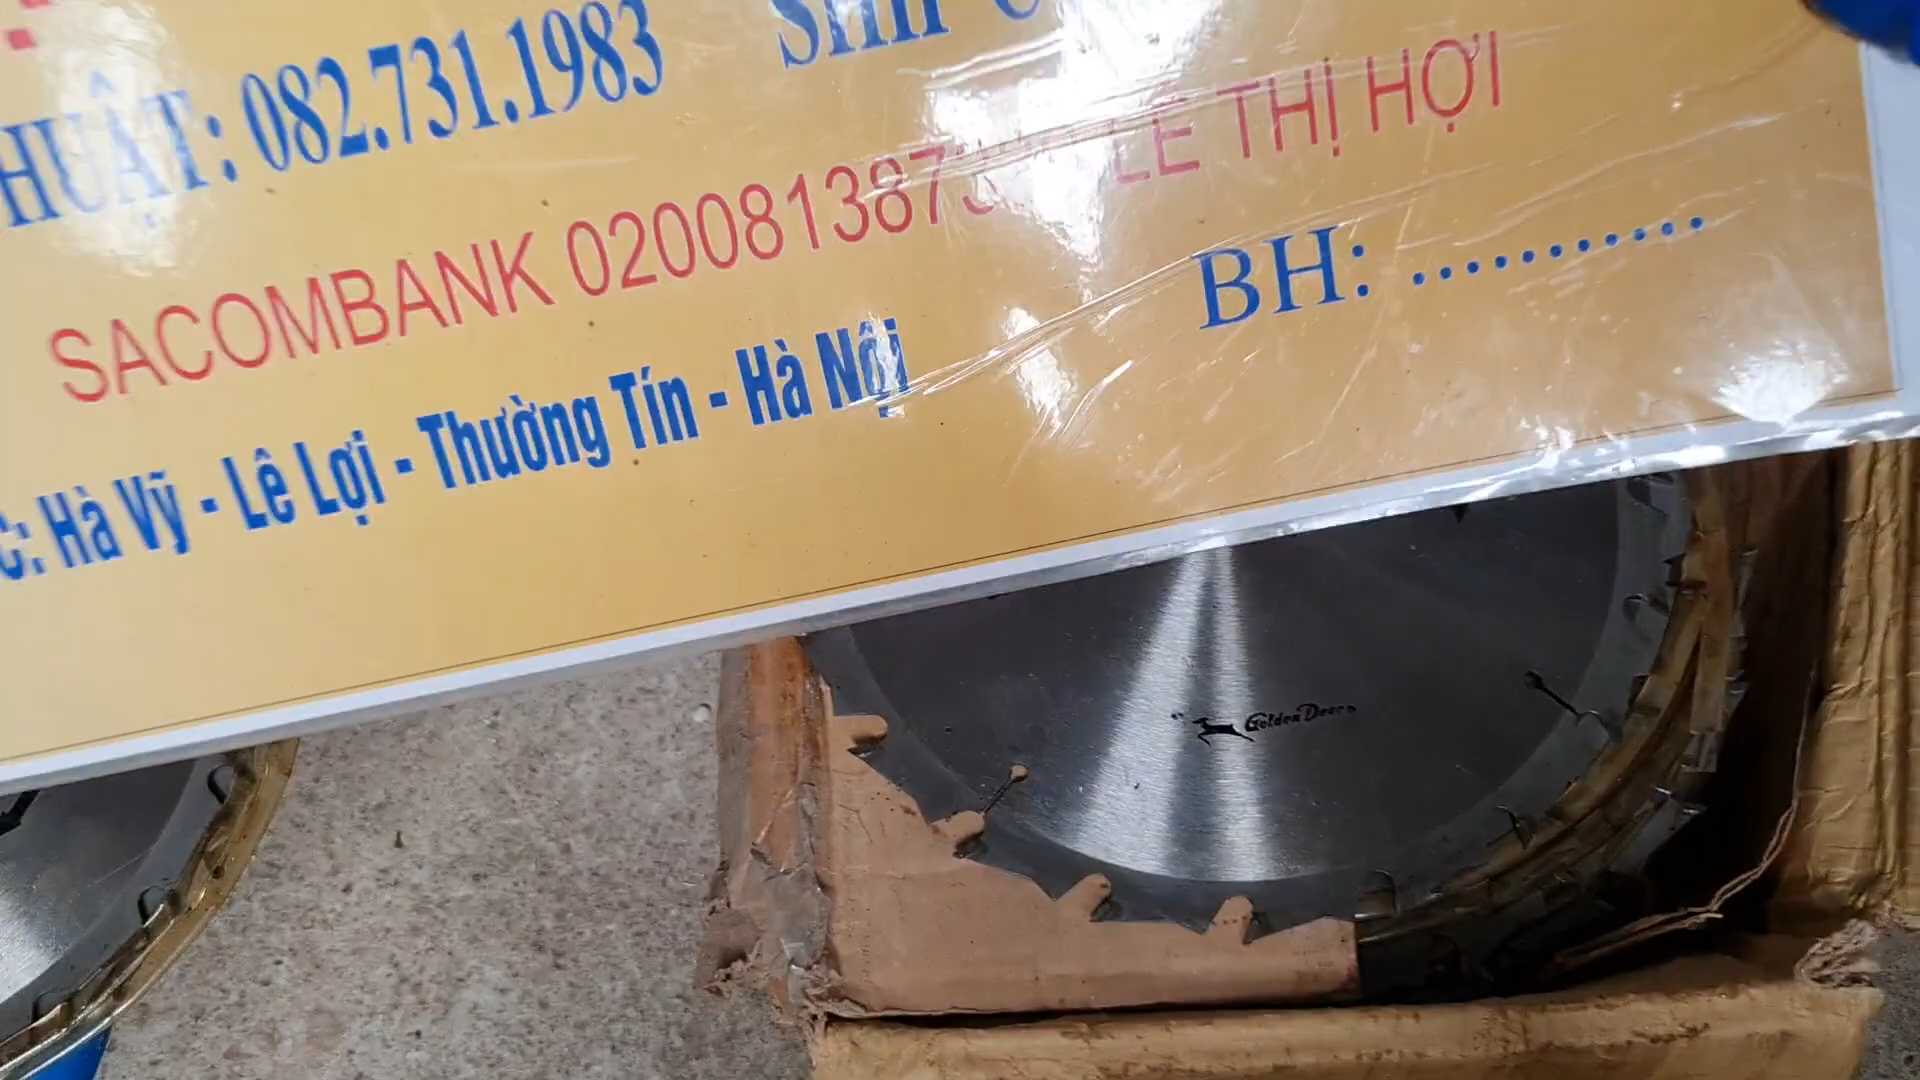 HUẬT: 082.731.1983
SACOMBANK 0200813873 LÊ THỊ HỢI
BH: ..........
C: Hà Vỹ - Lê Lợi - Thường Tín - Hà Nội
Golden Deer